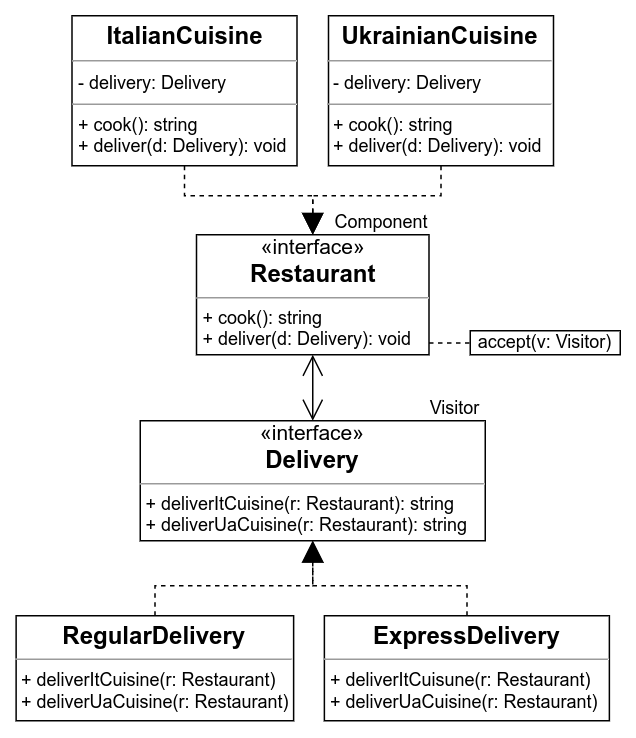 ItalianCuisine
- delivery: Delivery
+ cook(): string
+ deliver(d: Delivery): void
UkrainianCuisine
- delivery: Delivery
+ cook(): string
+ deliver(d: Delivery): void
Component
«interface»
Restaurant
+ cook(): string
+ deliver(d: Delivery): void
accept(v: Visitor)
Visitor
«interface»
Delivery
+ deliverItCuisine(r: Restaurant): string
+ deliverUaCuisine(r: Restaurant): string
RegularDelivery
+ deliverItCuisine(r: Restaurant)
+ deliverUaCuisine(r: Restaurant)
ExpressDelivery
+ deliverItCuisune(r: Restaurant)
+ deliverUaCuisine(r: Restaurant)